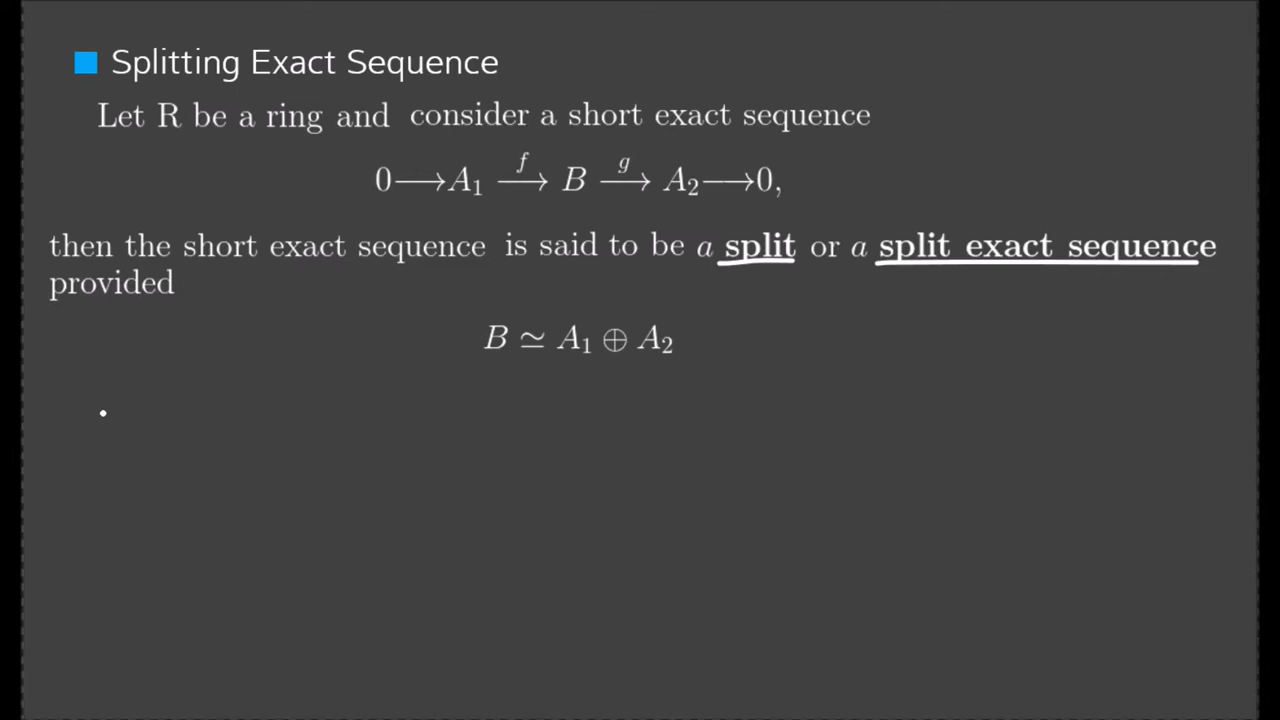 Splitting Exact Sequence
Let R be a ring and consider a short exact sequence
0⟶A₁ ⟶ᶠ B ⟶ᵍ A₂⟶0,
then the short exact sequence is said to be a split or a split exact sequence
provided
B ≃ A₁ ⊕ A₂